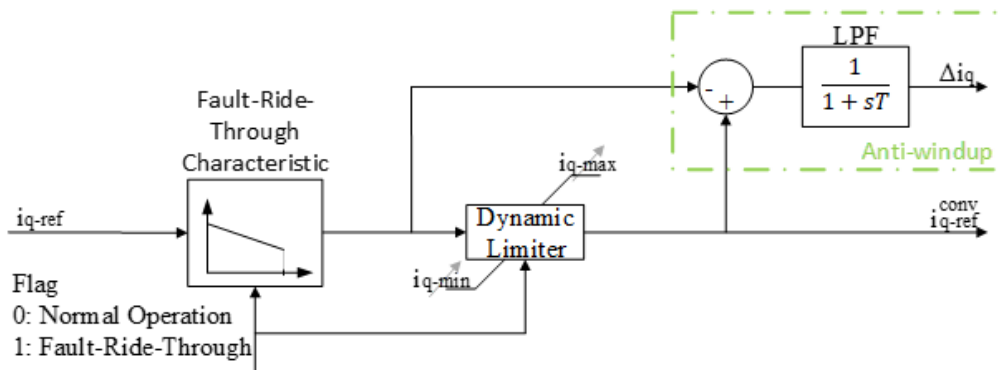 LPF
1
1 + sT
-
+
Δiq
Anti-windup
Fault-Ride-
Through
Characteristic
iq-ref
iq-max
Dynamic
Limiter
iq-min
conv
iq-ref
Flag
0: Normal Operation
1: Fault-Ride-Through